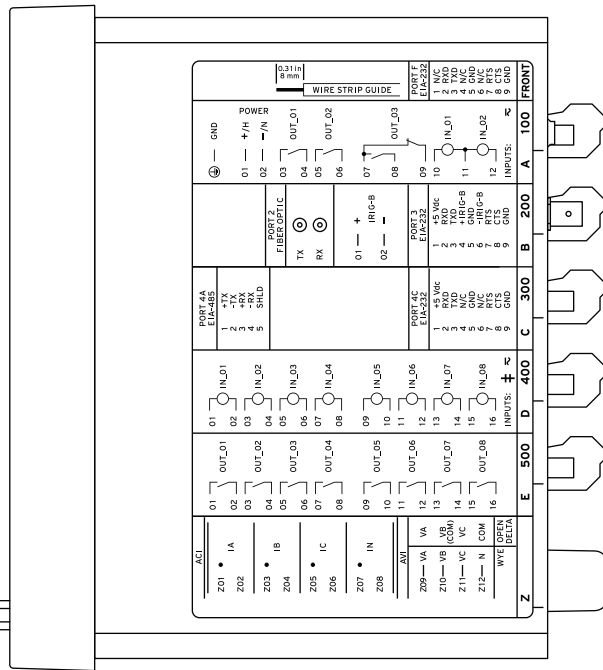 0.31 in
8 mm
WIRE STRIP GUIDE
PORT F
EIA-232
1 N/C
2 RXD
3 TXD
4 N/C
5 GND
6 N/C
7 RTS
8 CTS
9 GND
FRONT
GND
POWER
01 +/H
02 -/N
OUT_01
03
04
OUT_02
05
06
OUT_03
07
08
09
IN_01
IN_02
10
11
12
INPUTS:
A
100
PORT 2
FIBER OPTIC
TX
RX
IRIG-B
01 +
02 −
PORT 3
EIA-232
1 +5 Vdc
2 RXD
3 TXD
4 +IRIG-B
5 GND
6 -IRIG-B
7 RTS
8 CTS
9 GND
B
200
PORT 4A
EIA-485
1 +TX
2 -TX
3 +RX
4 -RX
5 SHLD
PORT 4C
EIA-232
1 +5 Vdc
2 RXD
3 TXD
4 N/C
5 GND
6 N/C
7 RTS
8 CTS
9 GND
C
300
01
IN_01
02
03
IN_02
04
05
IN_03
06
07
IN_04
08
09
IN_05
10
11
IN_06
12
13
IN_07
14
15
IN_08
16
INPUTS:
D
400
01
OUT_01
02
03
OUT_02
04
05
OUT_03
06
07
OUT_04
08
09
OUT_05
10
11
OUT_06
12
13
OUT_07
14
15
OUT_08
16
E
500
ACI
Z01
IA
Z02
Z03
IB
Z04
Z05
IC
Z06
Z07
IN
Z08
AVI
Z09 VA VA
Z10 VB VB (COM)
Z11 VC VC
Z12 N COM
WYE
OPEN DELTA
Z